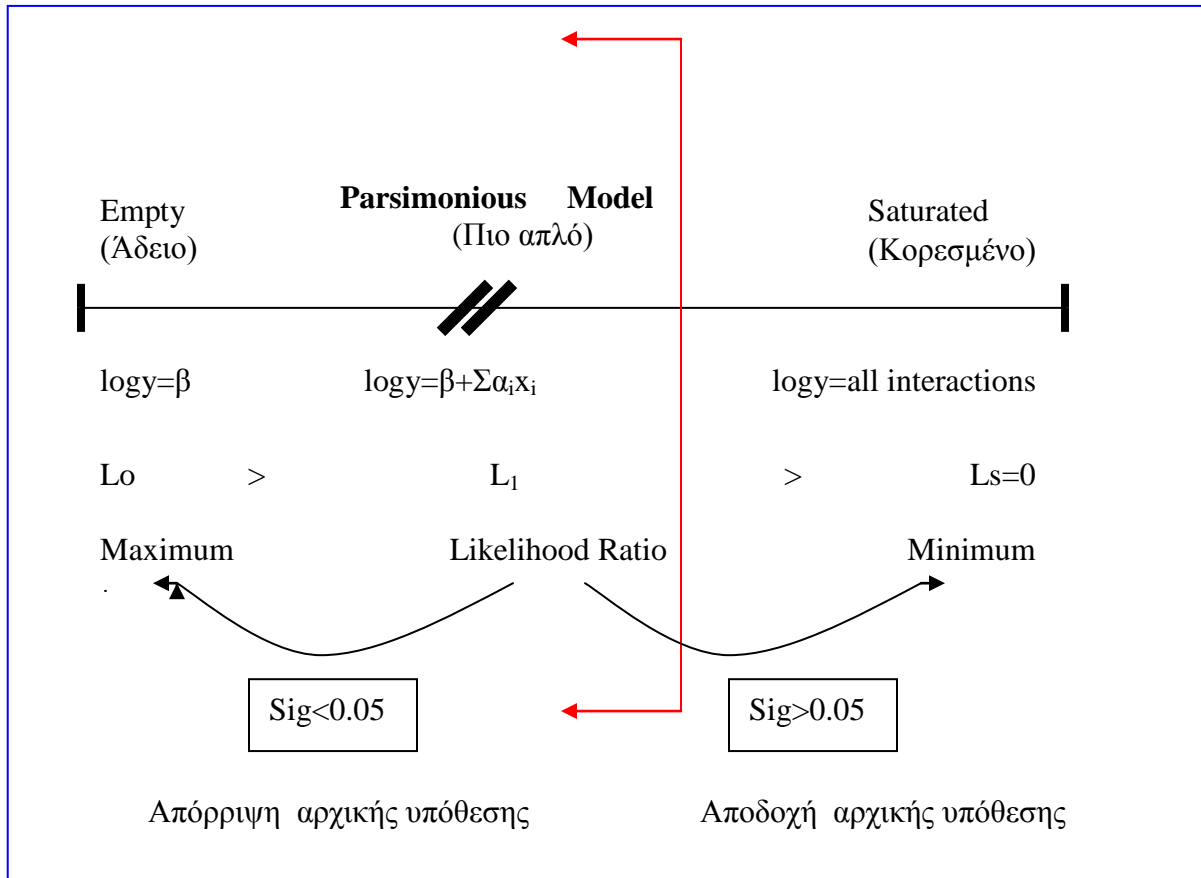 Parsimonious Model
Empty
(Άδειο)
(Πιο απλό)
Saturated
(Κορεσμένο)
logy=β
logy=β+Σαᵢxᵢ
logy=all interactions
Lo > L₁ > Ls=0
Maximum Likelihood Ratio Minimum
Sig<0.05
Sig>0.05
Απόρριψη αρχικής υπόθεσης
Αποδοχή αρχικής υπόθεσης